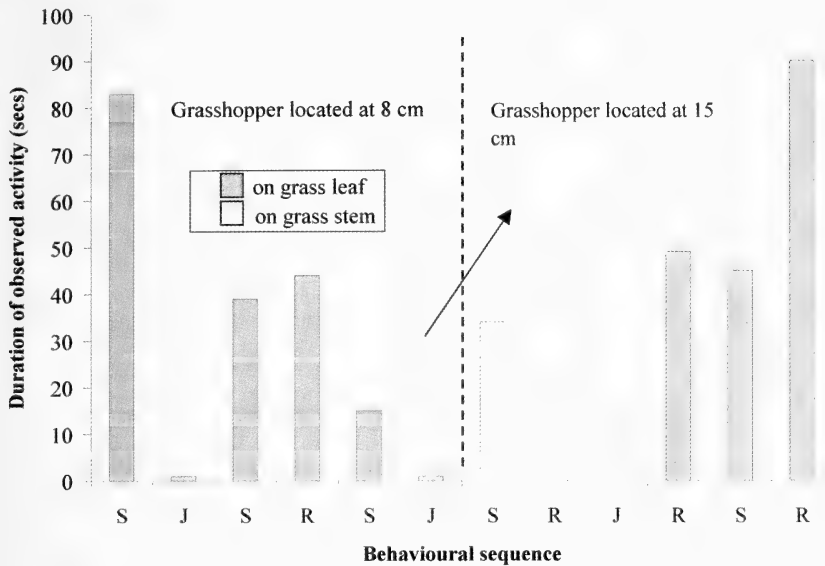 100
90
80
70
60
50
40
30
20
10
0
Duration of observed activity (secs)
Grasshopper located at 8 cm
Grasshopper located at 15
cm
on grass leaf
on grass stem
S J S R S J S R J R S R
Behavioural sequence